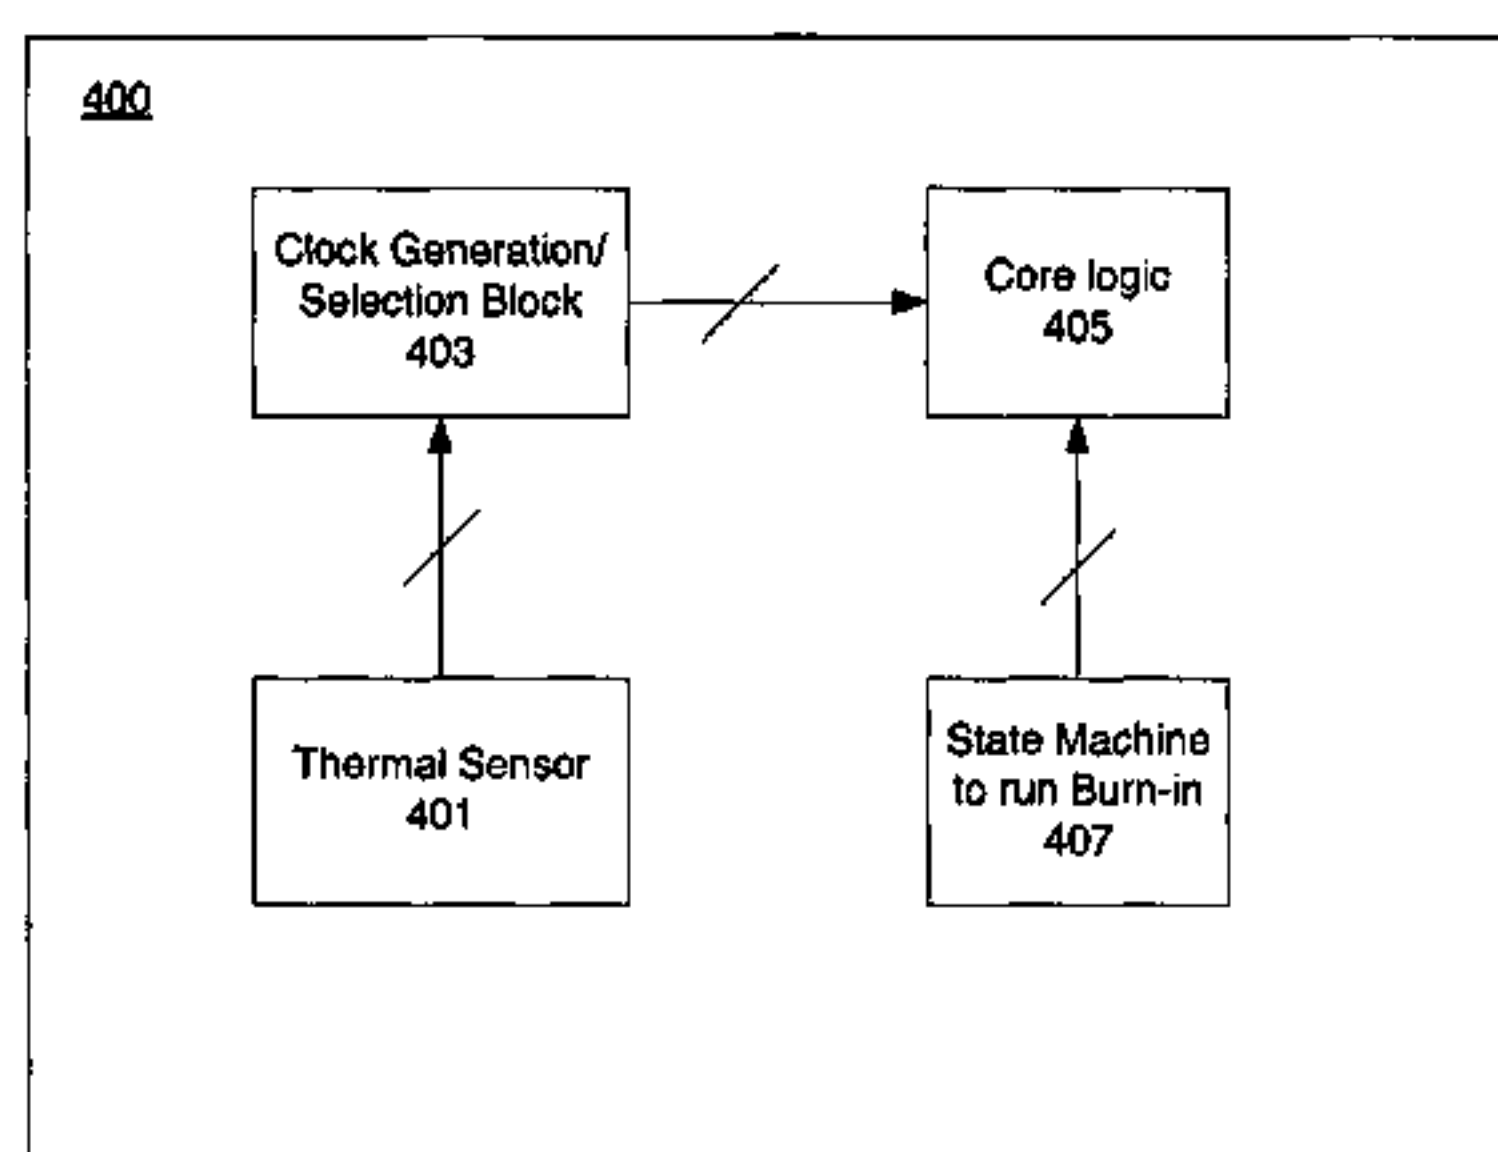 400
Clock Generation/
Selection Block
403
Core logic
405
Thermal Sensor
401
State Machine
to run Burn-in
407